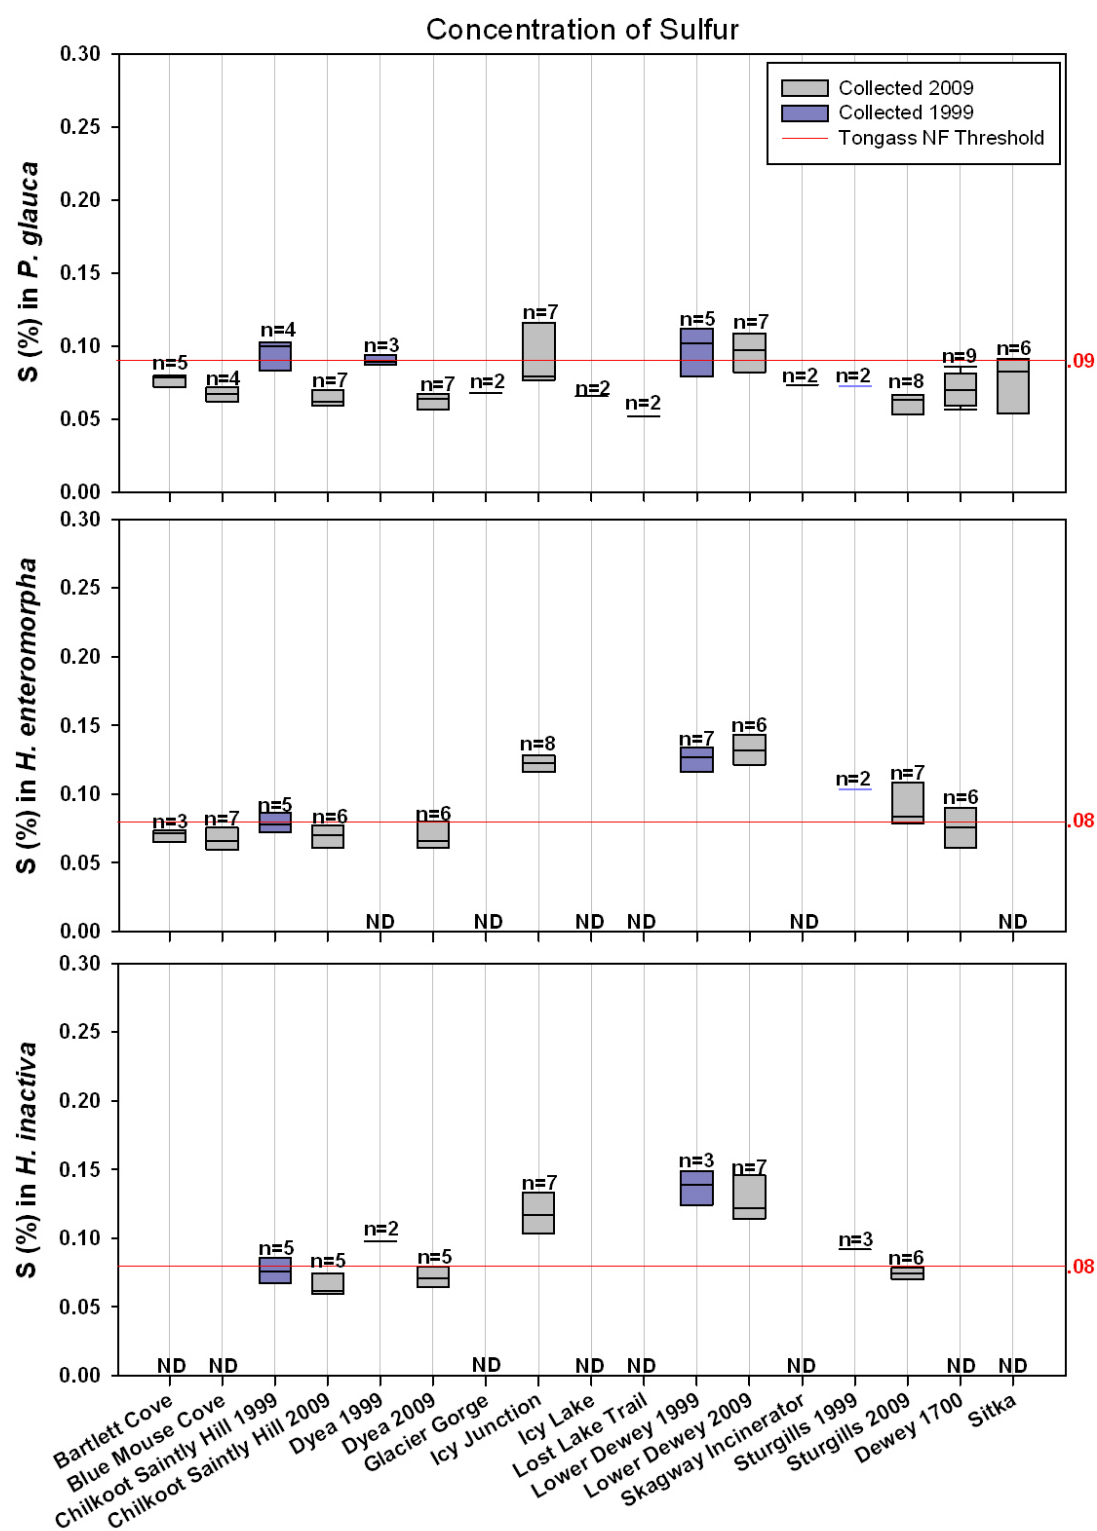 Concentration of Sulfur
0.30
0.25
0.20
0.15
0.10
0.05
0.00
S (%) in P. glauca
Collected 2009
Collected 1999
Tongass NF Threshold
n=5
n=4
n=4
n=7
n=3
n=7
n=2
n=7
n=2
n=2
n=5
n=7
n=2
n=2
n=8
n=9
n=6
.09
0.30
0.25
0.20
0.15
0.10
0.05
0.00
S (%) in H. enteromorpha
n=3
n=7
n=5
n=6
ND
n=6
ND
n=8
ND
ND
n=7
n=6
ND
n=2
n=7
n=6
ND
.08
0.30
0.25
0.20
0.15
0.10
0.05
0.00
S (%) in H. inactiva
ND
ND
n=5
n=5
n=2
n=5
ND
n=7
ND
ND
n=3
n=7
ND
n=3
n=6
ND
ND
.08
Bartlett Cove
Blue Mouse Cove
Chilkoot Saintly Hill 1999
Chilkoot Saintly Hill 2009
Dyea 1999
Dyea 2009
Glacier Gorge
Icy Junction
Icy Lake
Lost Lake Trail
Lower Dewey 1999
Lower Dewey 2009
Skagway Incinerator
Sturgills 1999
Sturgills 2009
Dewey 1700
Sitka